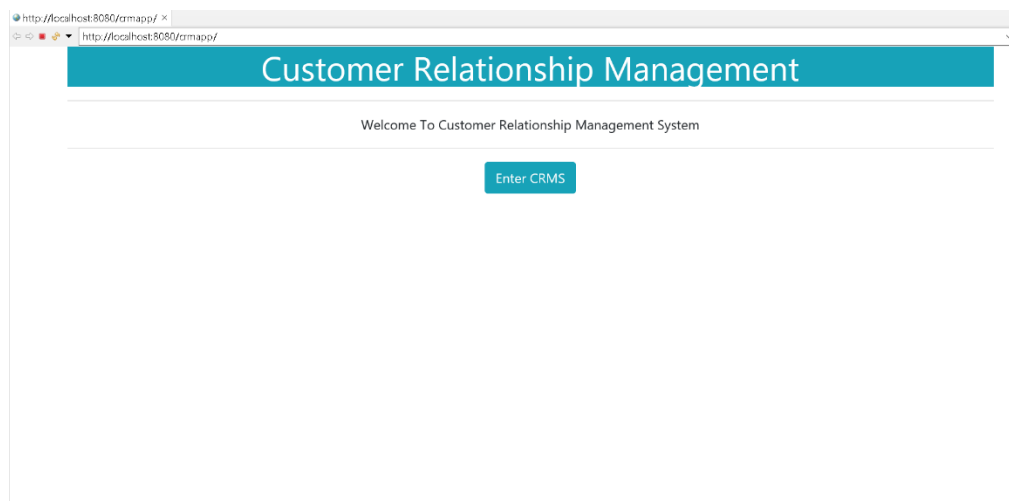 http://localhost:8080/crmapp/
http://localhost:8080/crmapp/
Customer Relationship Management
Welcome To Customer Relationship Management System
Enter CRMS